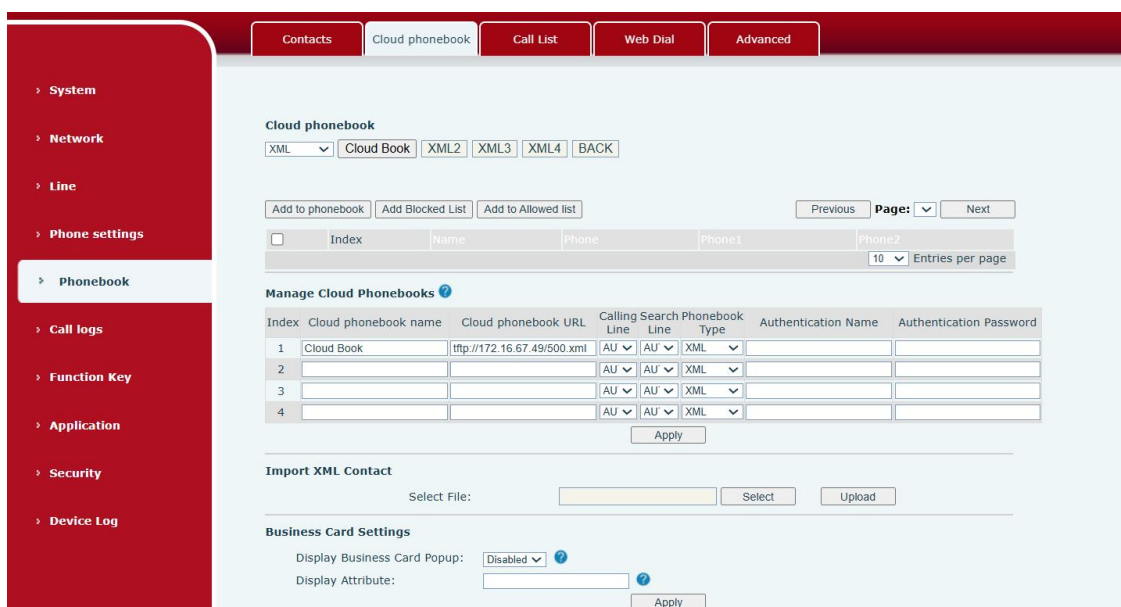 Contacts Cloud phonebook Call List Web Dial Advanced
› System
› Network
› Line
› Phone settings
› Phonebook
› Call logs
› Function Key
› Application
› Security
› Device Log
Cloud phonebook
XML Cloud Book XML2 XML3 XML4 BACK
Add to phonebook Add Blocked List Add to Allowed list Previous Page: Next
Index Name Phone Phone1 Phone2
10 Entries per page
Manage Cloud Phonebooks ?
Index Cloud phonebook name Cloud phonebook URL Calling Line Search Line Phonebook Type Authentication Name Authentication Password
1 Cloud Book tftp://172.16.67.49/500.xml AU AU XML
2 AU AU XML
3 AU AU XML
4 AU AU XML
Apply
Import XML Contact
Select File: Select Upload
Business Card Settings
Display Business Card Popup: Disabled ?
Display Attribute: ?
Apply